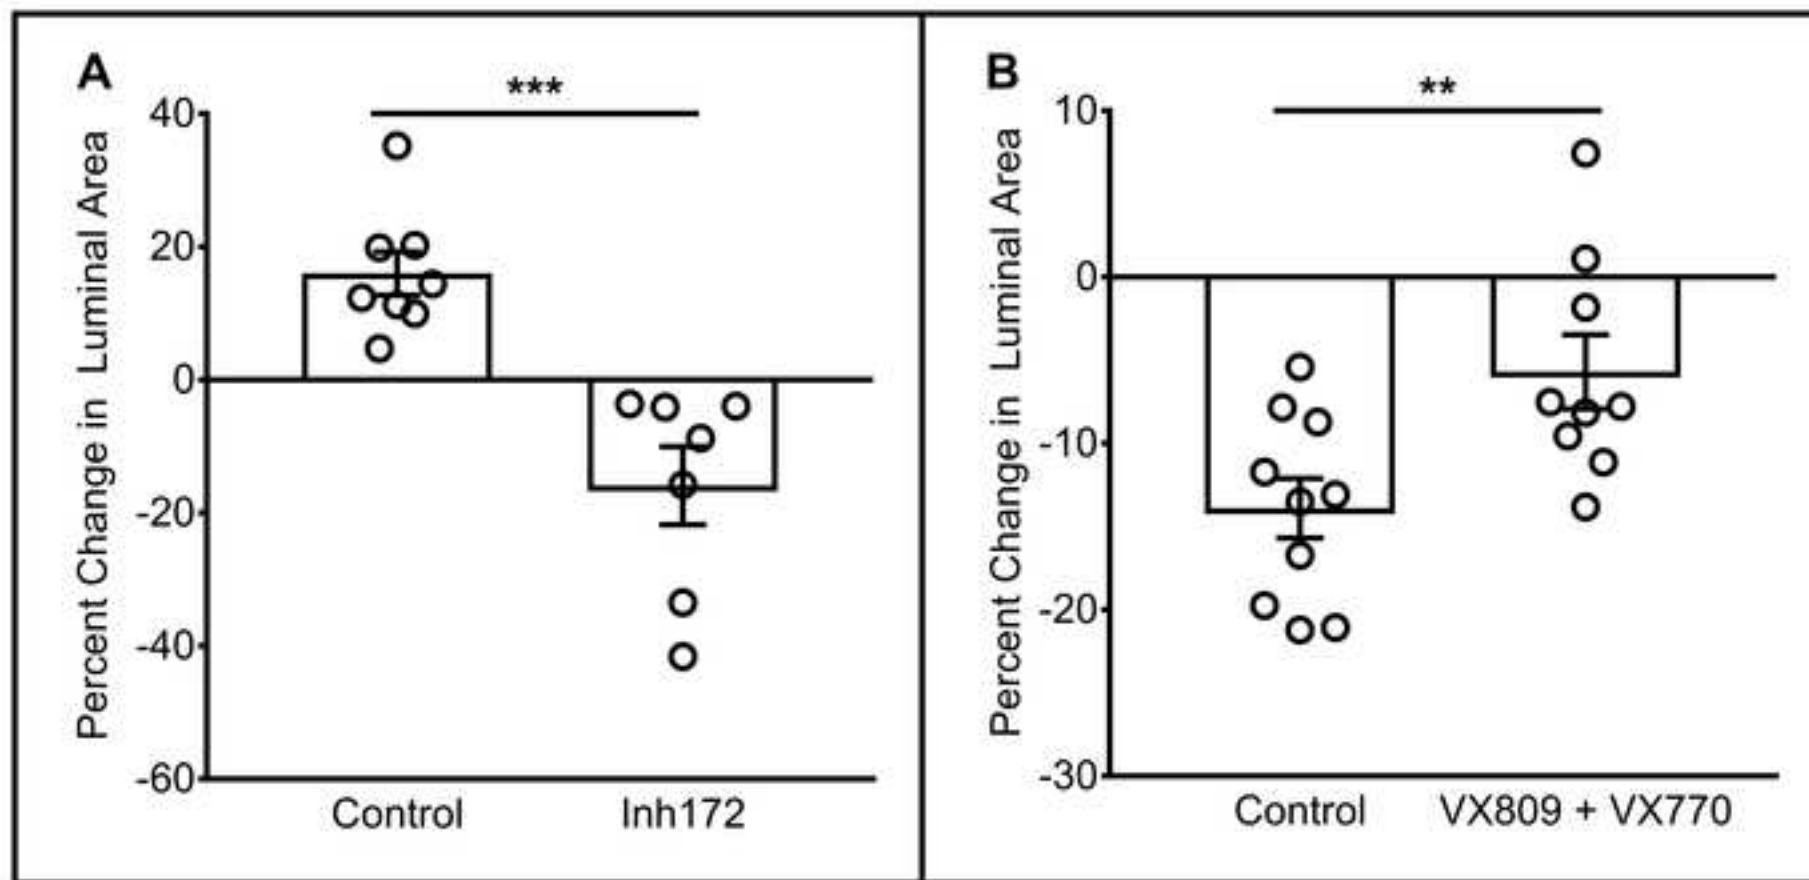 A
***
Percent Change in Luminal Area
40
20
0
-20
-40
-60
Control
Inh172
B
**
Percent Change in Luminal Area
10
0
-10
-20
-30
Control
VX809 + VX770